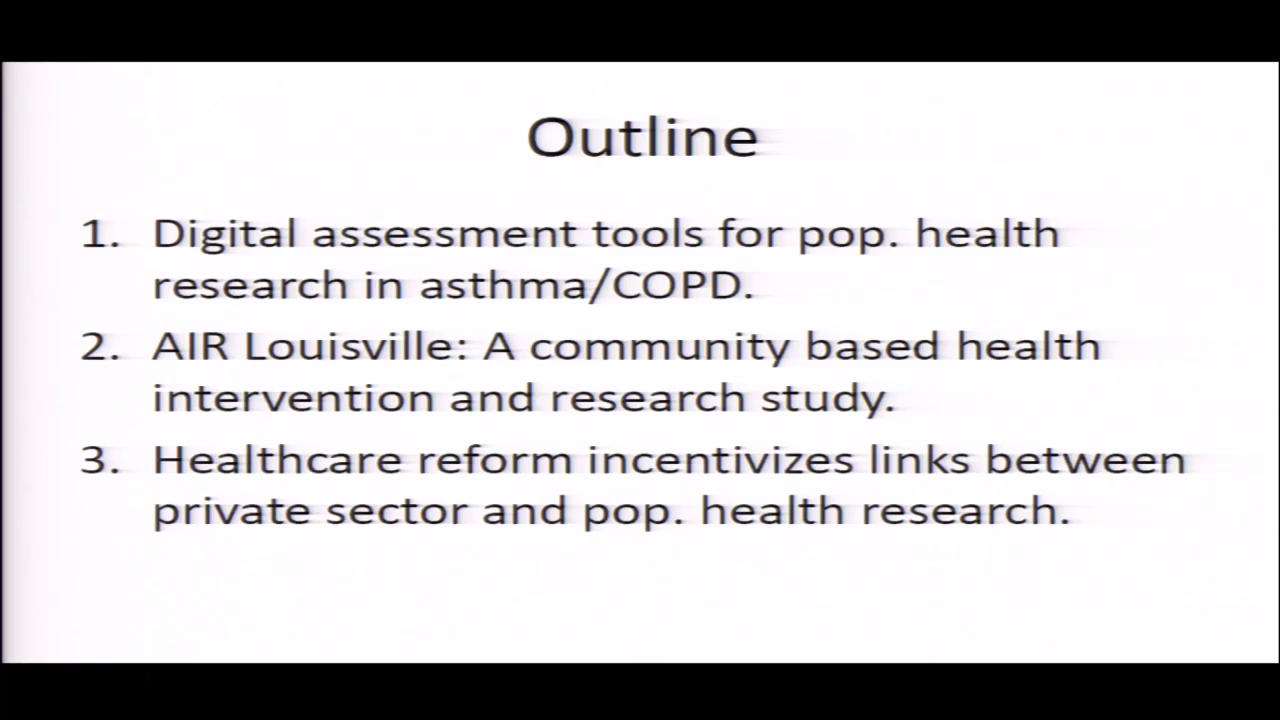 Outline
1. Digital assessment tools for pop. health
research in asthma/COPD.
2. AIR Louisville: A community based health
intervention and research study.
3. Healthcare reform incentivizes links between
private sector and pop. health research.